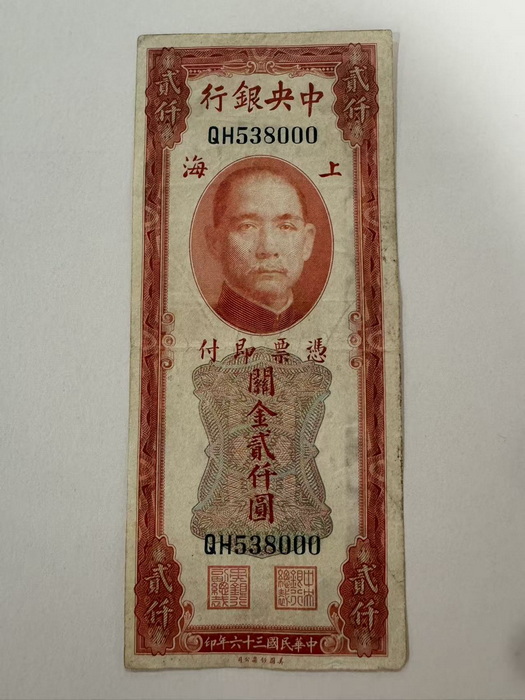 貳仟
貳仟
中央銀行
QH538000
上海
憑票即付
關金貳仟圓
QH538000
貳仟
貳仟
中華民國三十六年印